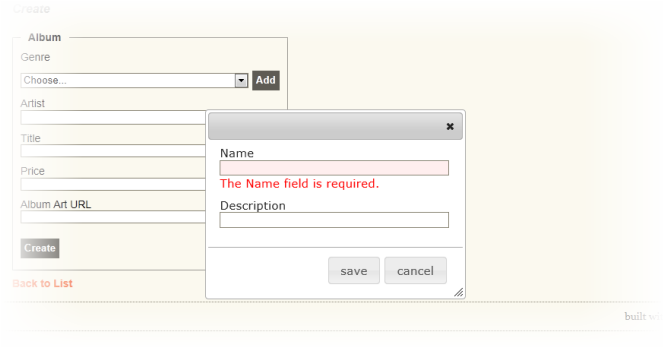 Create
Album
Genre
Choose...
Add
Artist
Title
Price
Album Art URL
Create
Back to List
✖
Name
The Name field is required.
Description
save
cancel
built